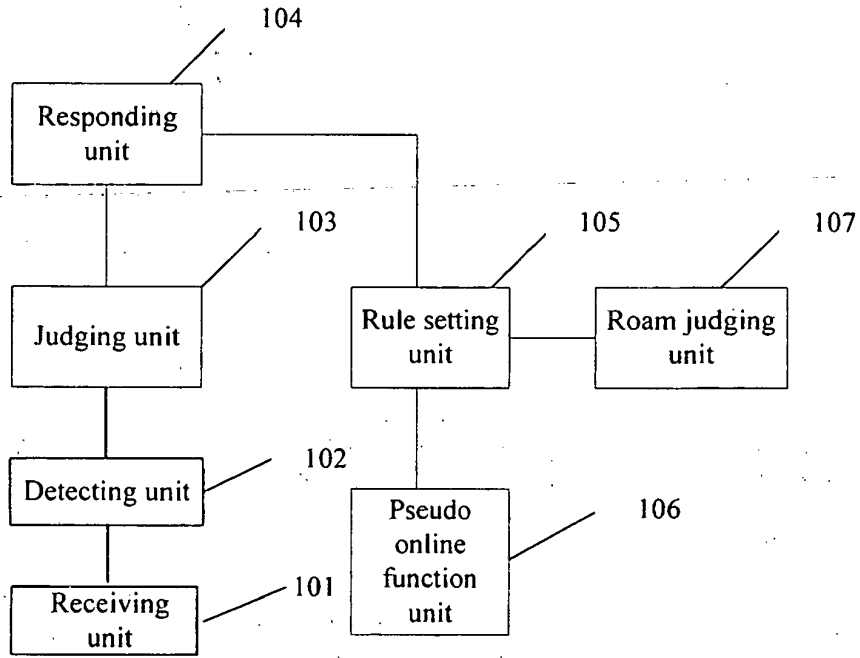 104
Responding
unit
103
105
107
Judging unit
Rule setting
unit
Roam judging
unit
102
Detecting unit
Pseudo
online
function
unit
106
101
Receiving
unit